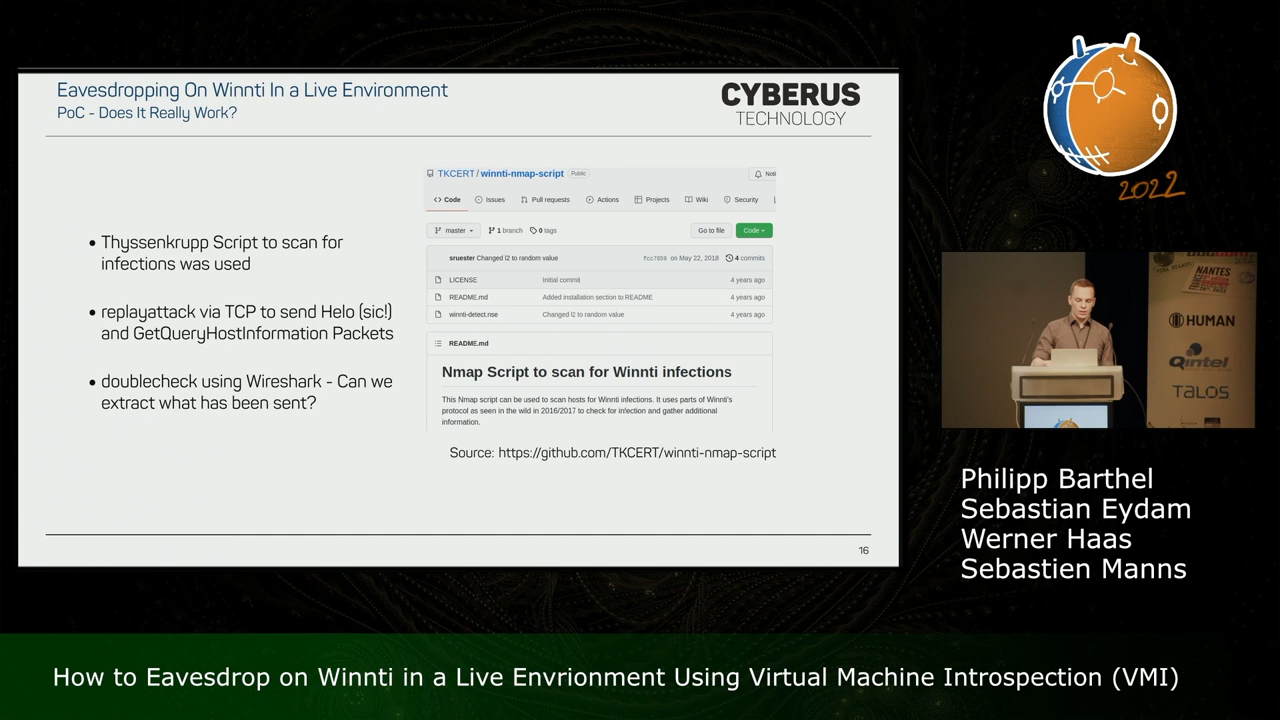 Eavesdropping On Winnti In a Live Environment
PoC - Does It Really Work?
CYBERUS
TECHNOLOGY
• Thyssenkrupp Script to scan for
infections was used
• replayattack via TCP to send Helo (sic!)
and GetQueryHostInformation Packets
• doublecheck using Wireshark - Can we
extract what has been sent?
TKCERT / winnti-nmap-script Public Noti
Code Issues Pull requests Actions Projects Wiki Security
master 1 branch 0 tags Go to file Code
sruester Changed l2 to random value fcc7859 on May 22, 2018 4 commits
LICENSE Initial commit 4 years ago
README.md Added installation section to README 4 years ago
winnti-detect.nse Changed l2 to random value 4 years ago
README.md
Nmap Script to scan for Winnti infections
This Nmap script can be used to scan hosts for Winnti infections. It uses parts of Winnti's
protocol as seen in the wild in 2016/2017 to check for infection and gather additional
information.
Source: https://github.com/TKCERT/winnti-nmap-script
16
2022
NANTES
HUMAN
Qintel
TALOS
Philipp Barthel
Sebastian Eydam
Werner Haas
Sebastien Manns
How to Eavesdrop on Winnti in a Live Envrionment Using Virtual Machine Introspection (VMI)